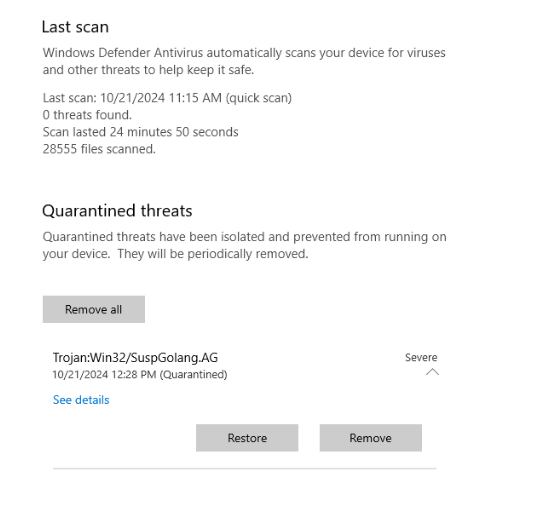 Last scan
Windows Defender Antivirus automatically scans your device for viruses
and other threats to help keep it safe.
Last scan: 10/21/2024 11:15 AM (quick scan)
0 threats found.
Scan lasted 24 minutes 50 seconds
28555 files scanned.
Quarantined threats
Quarantined threats have been isolated and prevented from running on
your device.  They will be periodically removed.
Remove all
Trojan:Win32/SuspGolang.AG
Severe
10/21/2024 12:28 PM (Quarantined)
See details
Restore
Remove